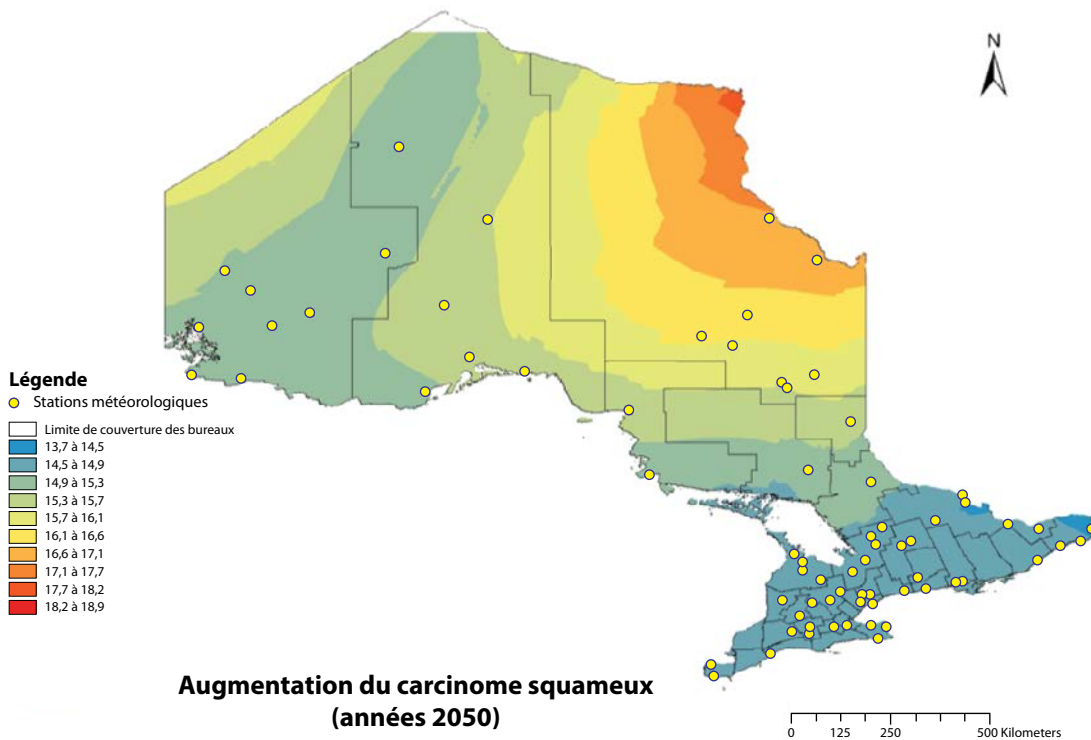 N
Légende
Stations météorologiques
Limite de couverture des bureaux
13,7 à 14,5
14,5 à 14,9
14,9 à 15,3
15,3 à 15,7
15,7 à 16,1
16,1 à 16,6
16,6 à 17,1
17,1 à 17,7
17,7 à 18,2
18,2 à 18,9
Augmentation du carcinome squameux
(années 2050)
0 125 250 500 Kilometers